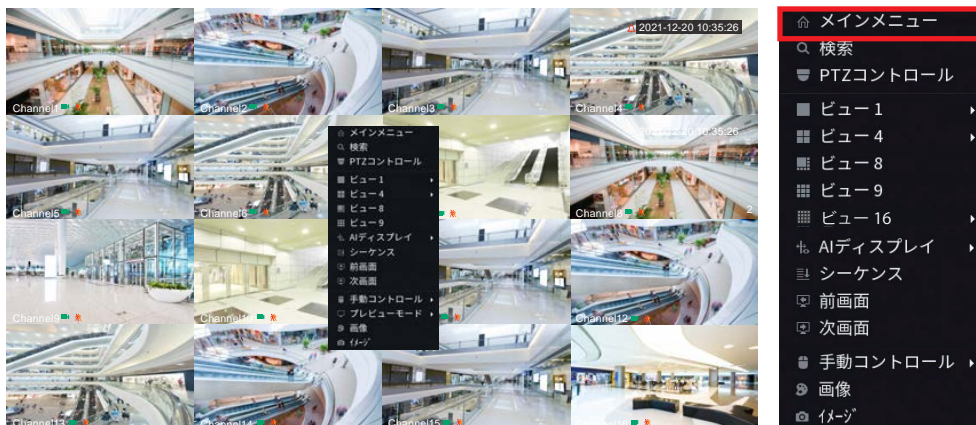 2021-12-20 10:35:26
Channel1
Channel2
Channel3
Channel4
Channel5
Channel6
2021-12-20 10:35:26
Channel8
2
Channel9
Channel10
Channel12
Channel13
Channel14
Channel15
メインメニュー
検索
PTZコントロール
ビュー 1
ビュー 4
ビュー 8
ビュー 9
AIディスプレイ
シーケンス
前画面
次画面
手動コントロール
プレビューモード
画像
イメージ
メインメニュー
検索
PTZコントロール
ビュー 1
ビュー 4
ビュー 8
ビュー 9
ビュー 16
AIディスプレイ
シーケンス
前画面
次画面
手動コントロール
画像
イメージ